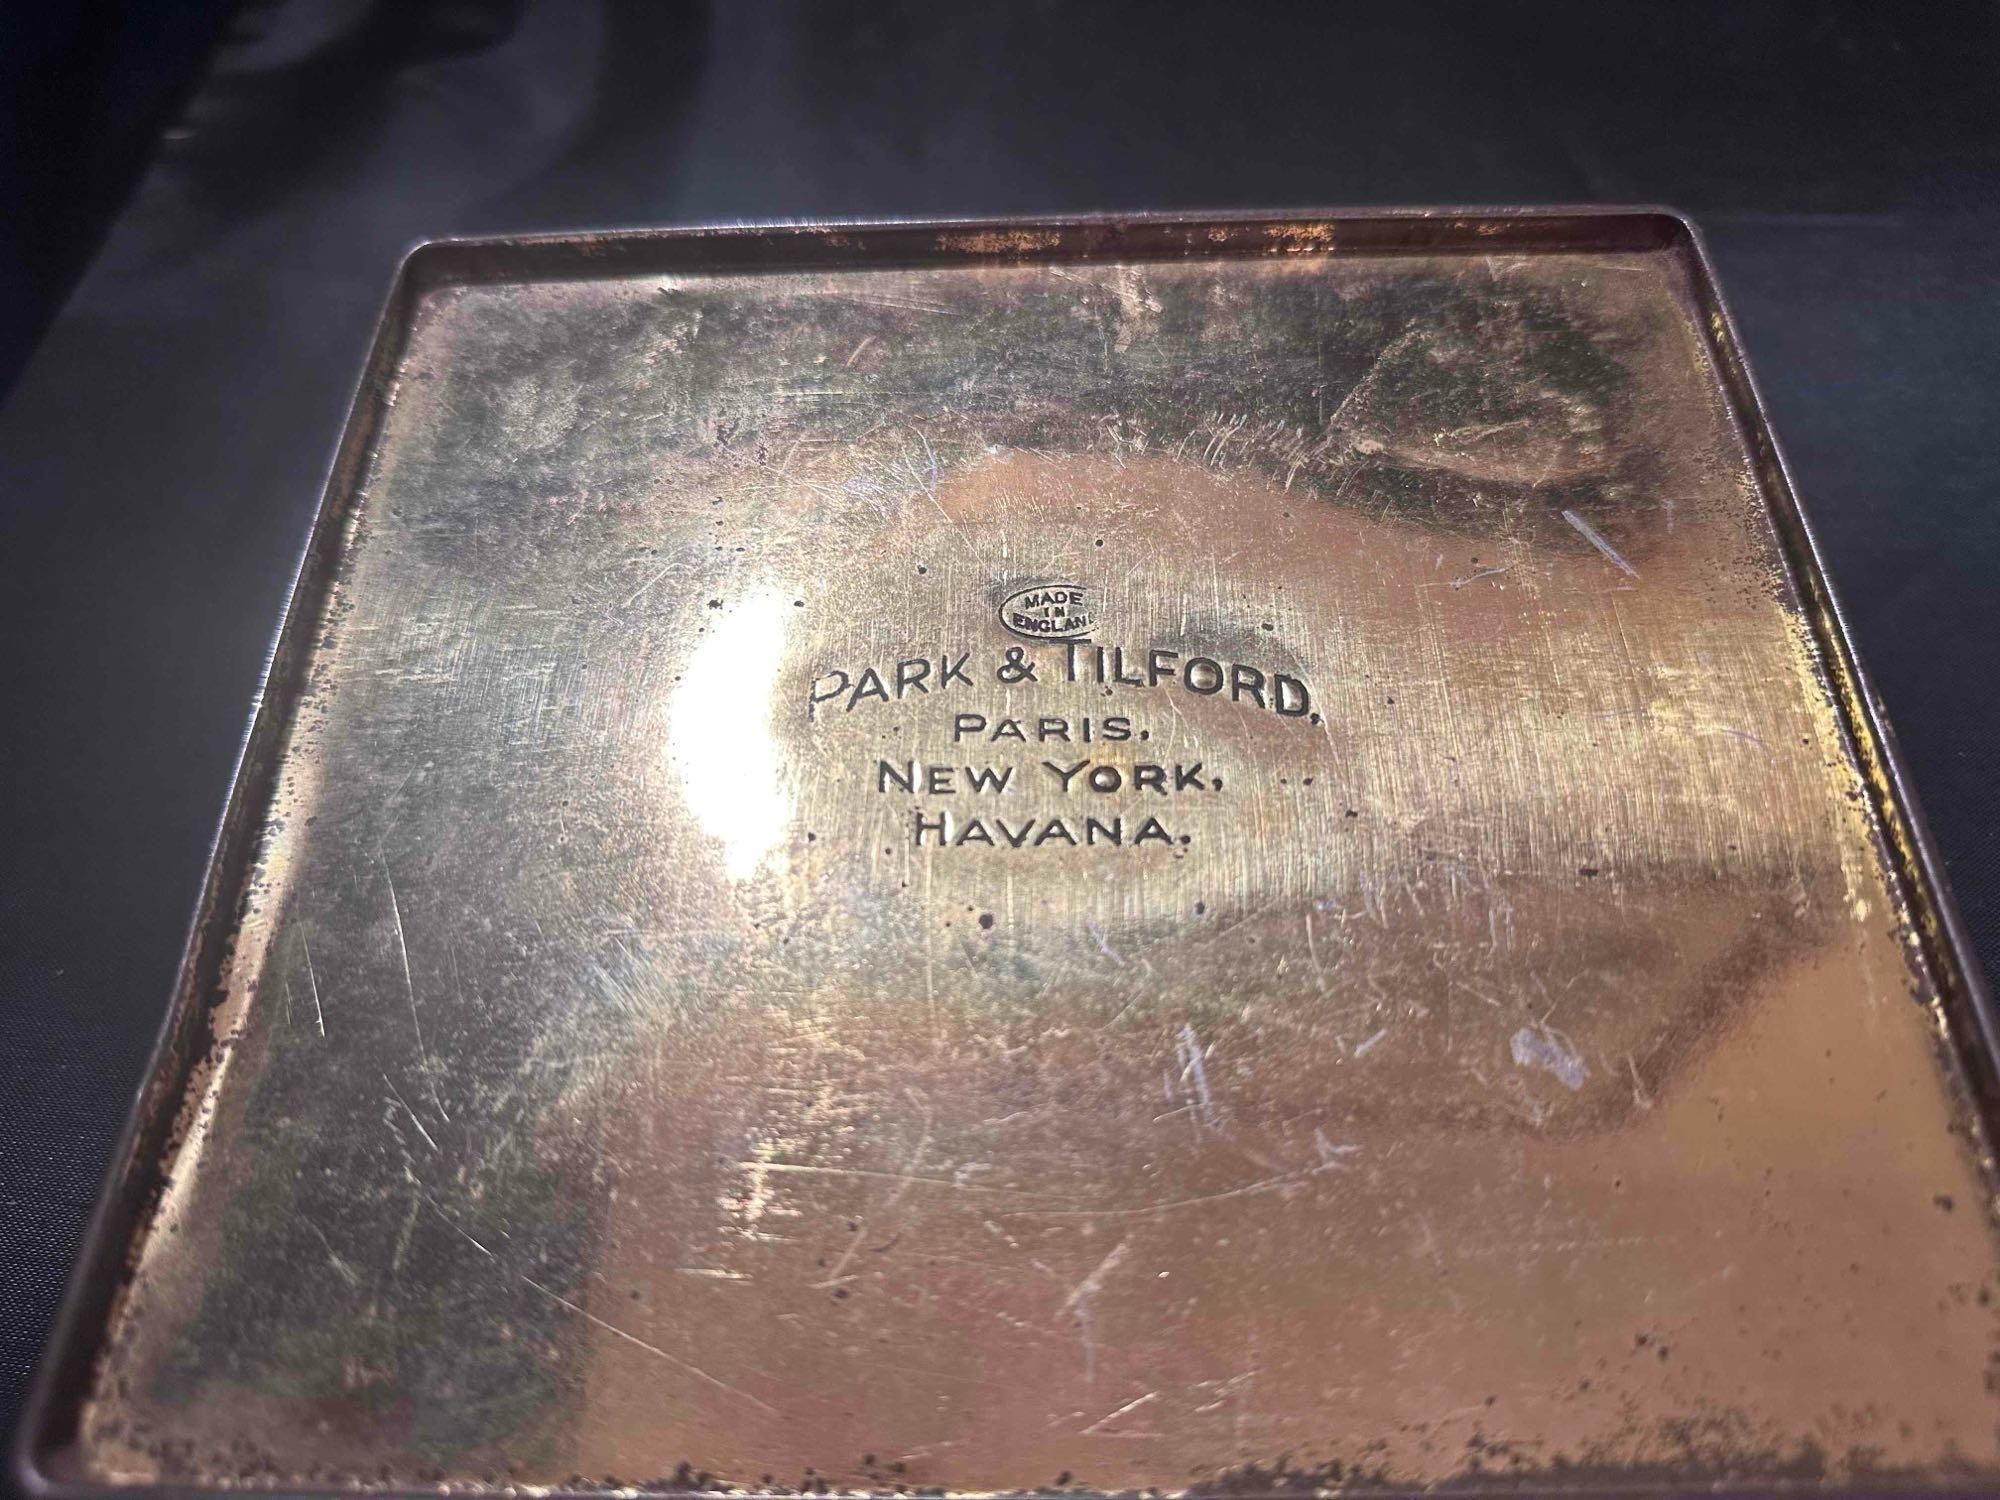 MADE
IN
ENGLAND
PARK & TILFORD,
PARIS,
NEW YORK,
HAVANA.